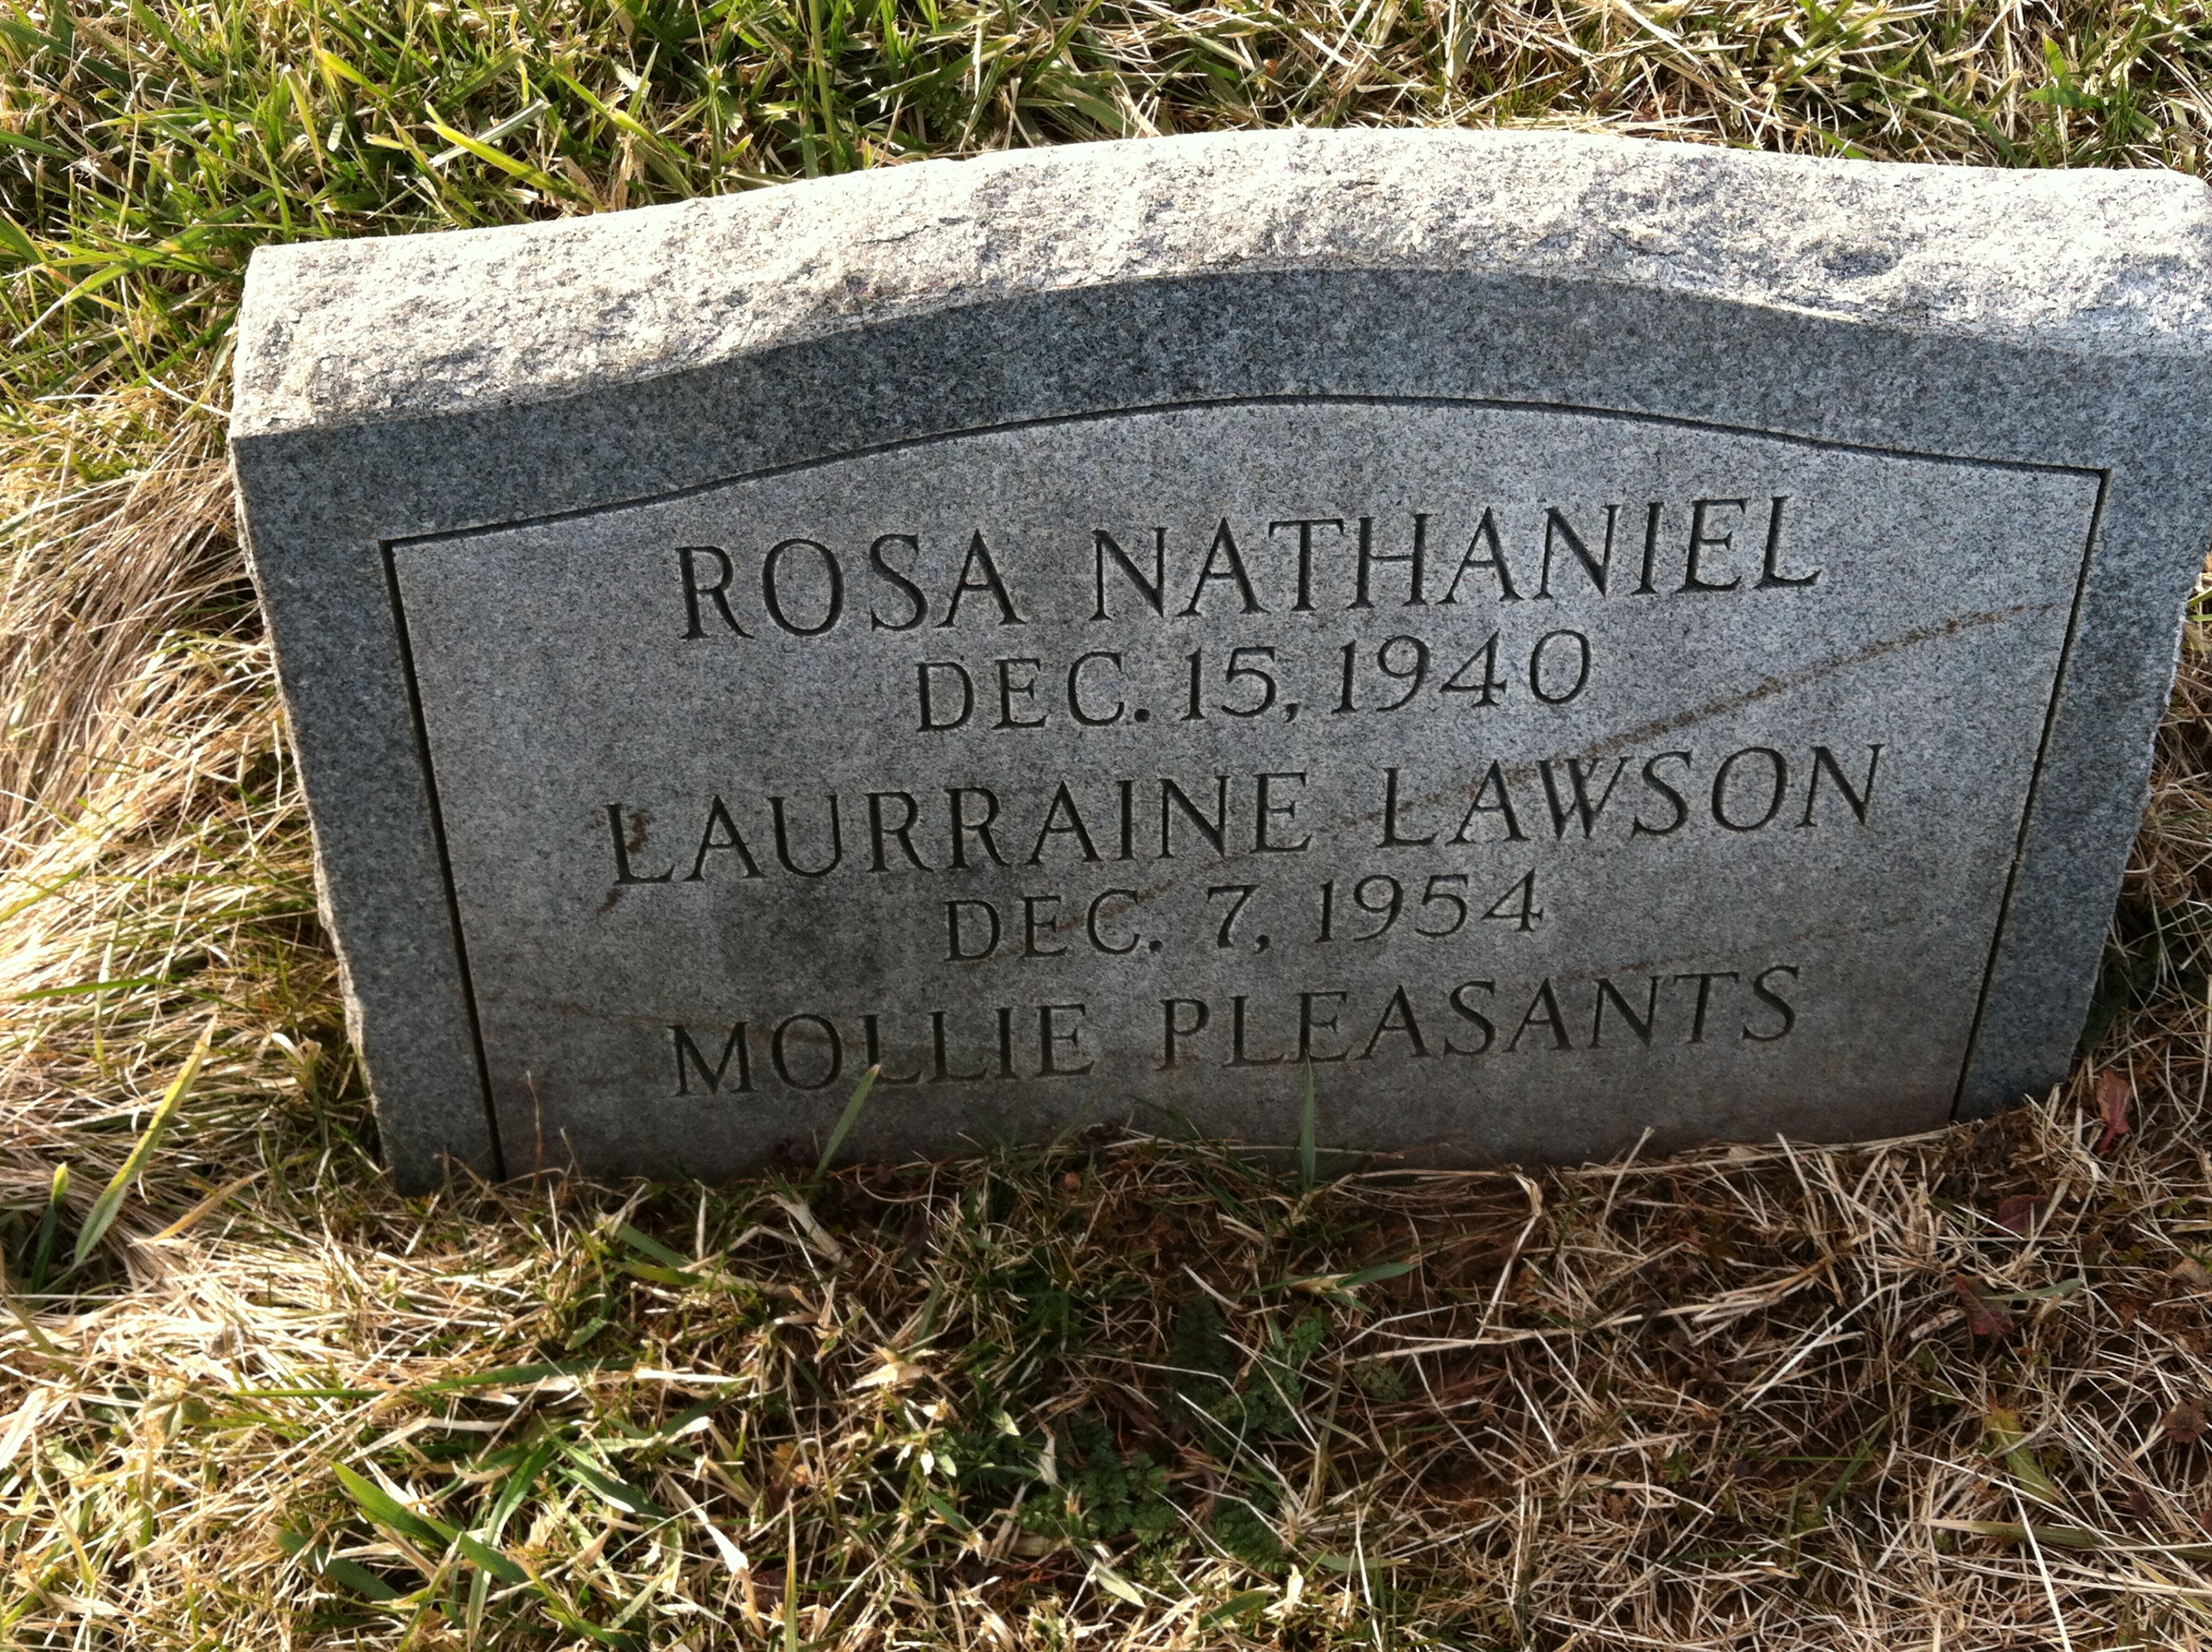 ROSA NATHANIEL
DEC. 15, 1940
LAURRAINE LAWSON
DEC. 7, 1954
MOLLIE PLEASANTS